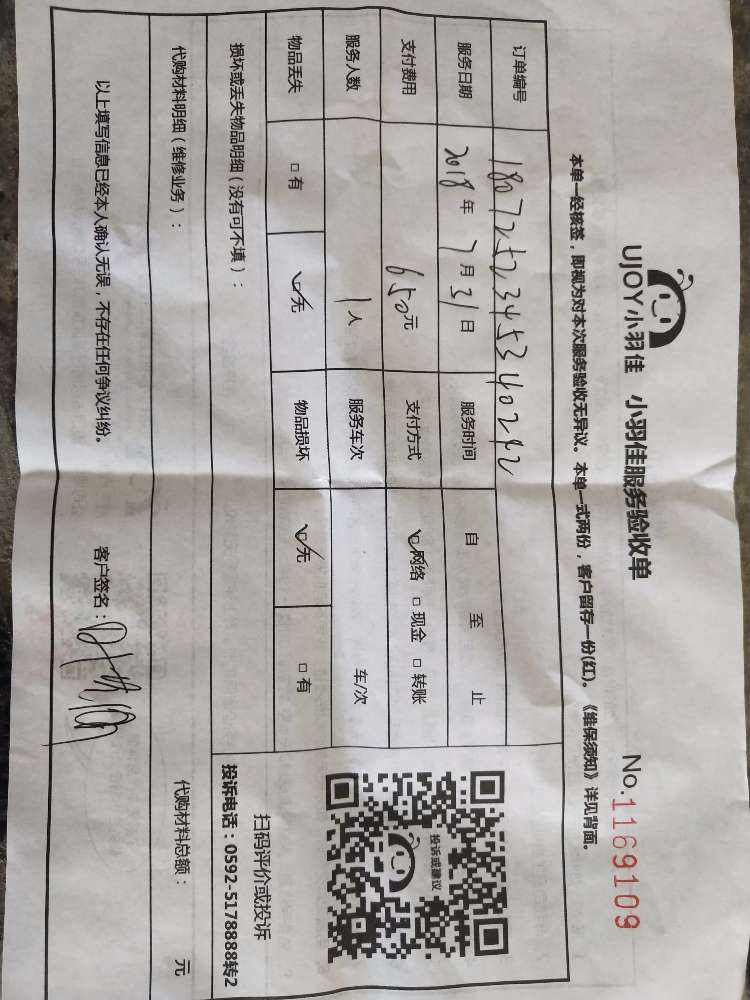 UJOY小羽佳 小羽佳服务验收单 No.1169109
本单一经核签，即视为对本次服务验收无异议。本单一式两份，客户留存一份(红)。《维保须知》详见背面。
订单编号 1807252345340242
服务日期 2018年7月31日 服务时间 自 至 止
支付费用 650元 支付方式 ☑网络 □现金 □转账
服务人数 1人 服务车次 车/次
物品丢失 □有 ☑无 物品损坏 ☑无 □有
投诉或建议
扫码评价或投诉
投诉电话：0592-5178888转2
损坏或丢失物品明细（没有可不填）：
代购材料明细（维修业务）： 代购材料总额： 元
以上填写信息已经本人确认无误，不存在任何争议纠纷。 客户签名：